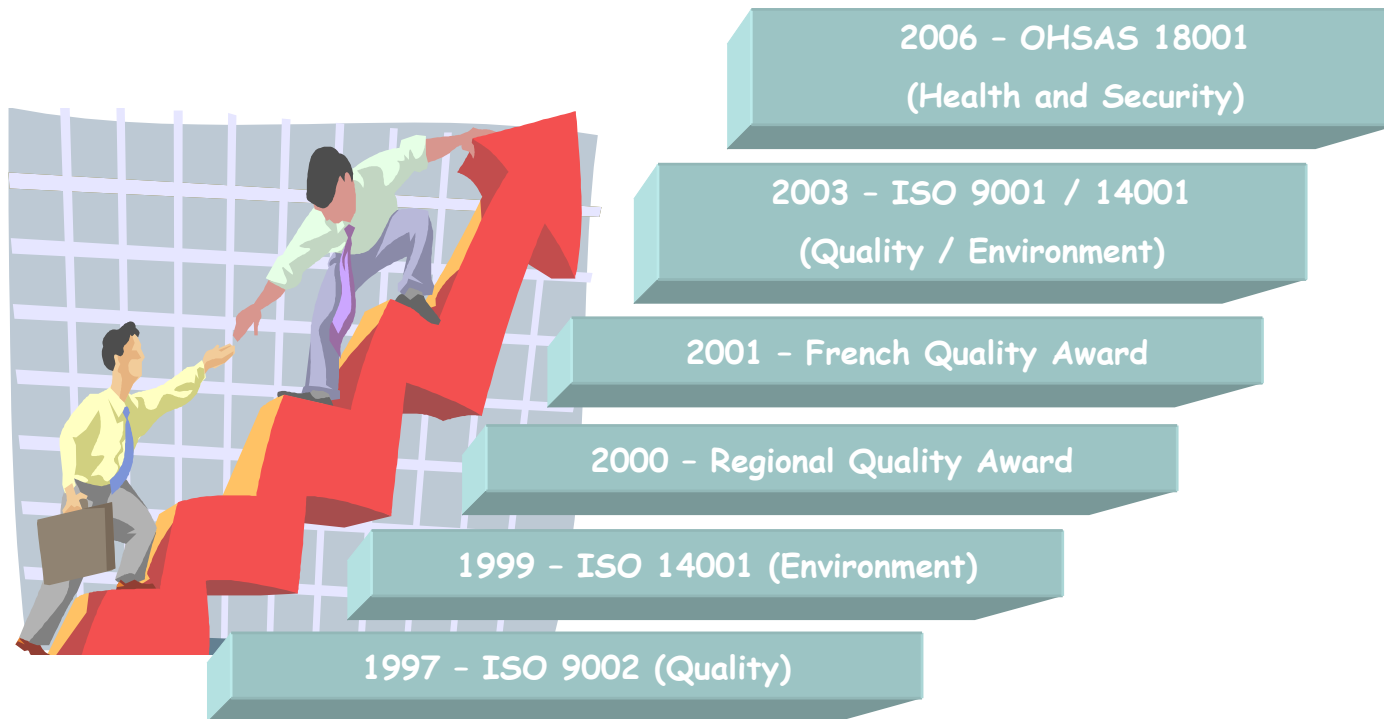 2006 – OHSAS 18001
(Health and Security)
2003 – ISO 9001 / 14001
(Quality / Environment)
2001 – French Quality Award
2000 – Regional Quality Award
1999 – ISO 14001 (Environment)
1997 – ISO 9002 (Quality)